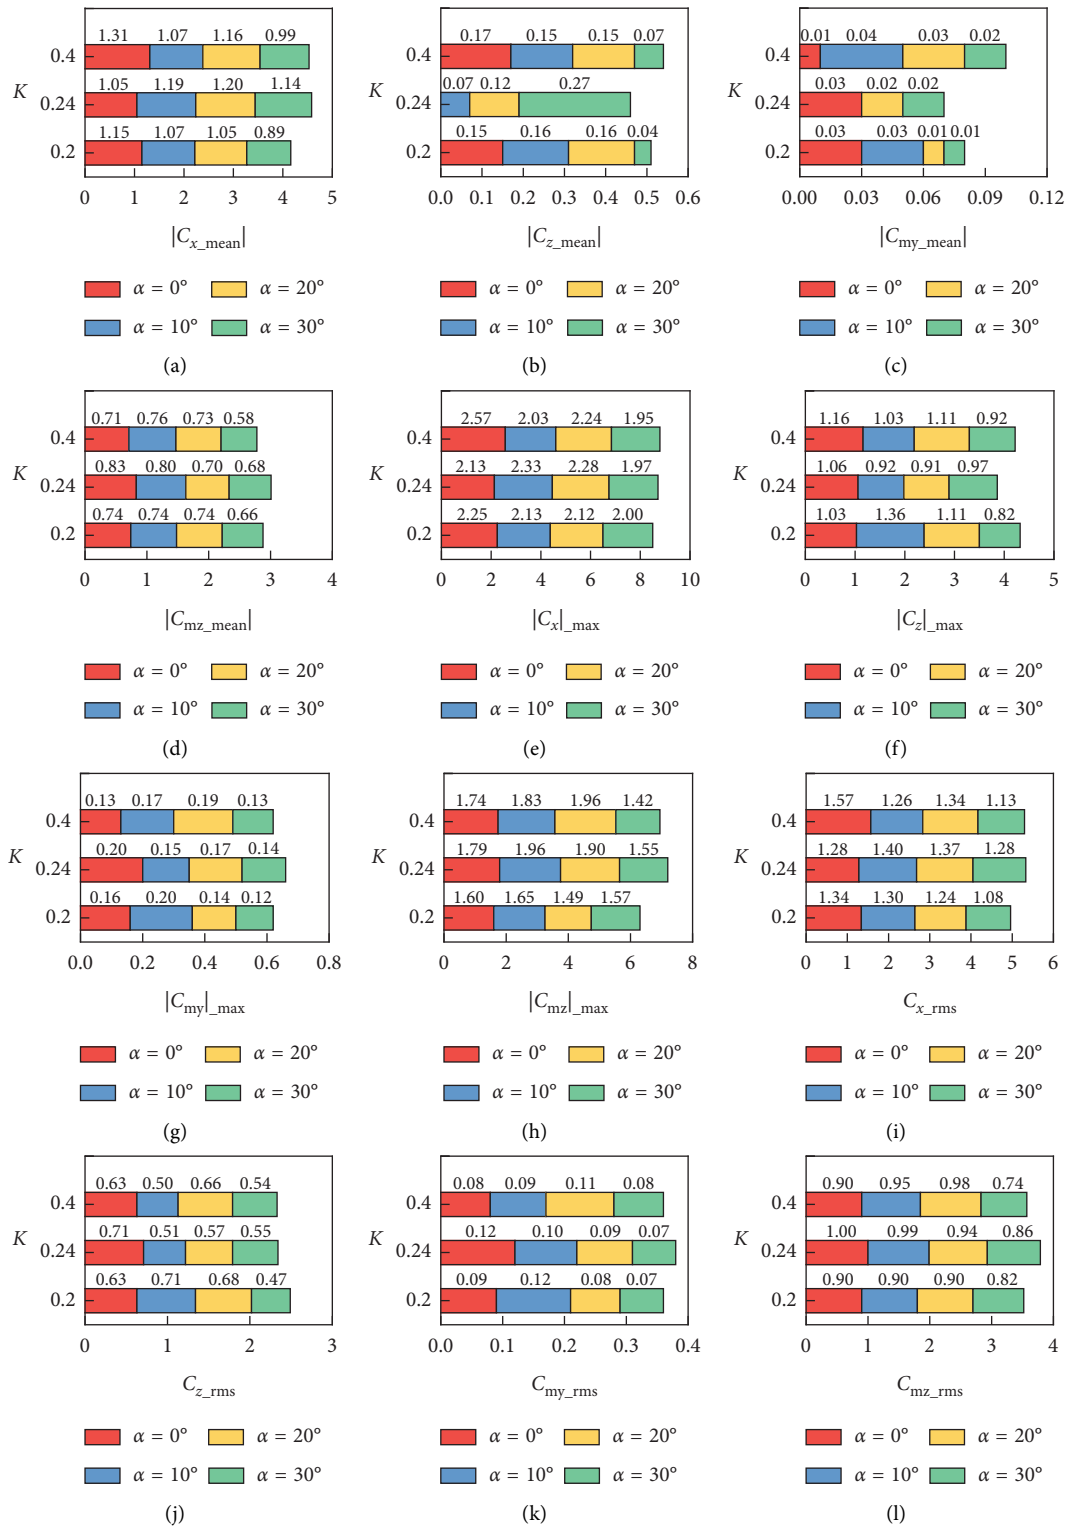 1.31 1.07 1.16 0.99
0.4
1.05 1.19 1.20 1.14
K 0.24
1.15 1.07 1.05 0.89
0.2
0 1 2 3 4 5
|C_x_mean|
α = 0° α = 20°
α = 10° α = 30°
(a)
0.17 0.15 0.15 0.07
0.4
0.07 0.12 0.27
K 0.24
0.15 0.16 0.16 0.04
0.2
0.0 0.1 0.2 0.3 0.4 0.5 0.6
|C_z_mean|
α = 0° α = 20°
α = 10° α = 30°
(b)
0.01 0.04 0.03 0.02
0.4
0.03 0.02 0.02
K 0.24
0.03 0.03 0.01 0.01
0.2
0.00 0.03 0.06 0.09 0.12
|C_my_mean|
α = 0° α = 20°
α = 10° α = 30°
(c)
0.71 0.76 0.73 0.58
0.4
0.83 0.80 0.70 0.68
K 0.24
0.74 0.74 0.74 0.66
0.2
0 1 2 3 4
|C_mz_mean|
α = 0° α = 20°
α = 10° α = 30°
(d)
2.57 2.03 2.24 1.95
0.4
2.13 2.33 2.28 1.97
K 0.24
2.25 2.13 2.12 2.00
0.2
0 2 4 6 8 10
|C_x|_max
α = 0° α = 20°
α = 10° α = 30°
(e)
1.16 1.03 1.11 0.92
0.4
1.06 0.92 0.91 0.97
K 0.24
1.03 1.36 1.11 0.82
0.2
0 1 2 3 4 5
|C_z|_max
α = 0° α = 20°
α = 10° α = 30°
(f)
0.13 0.17 0.19 0.13
0.4
0.20 0.15 0.17 0.14
K 0.24
0.16 0.20 0.14 0.12
0.2
0.0 0.2 0.4 0.6 0.8
|C_my|_max
α = 0° α = 20°
α = 10° α = 30°
(g)
1.74 1.83 1.96 1.42
0.4
1.79 1.96 1.90 1.55
K 0.24
1.60 1.65 1.49 1.57
0.2
0 2 4 6 8
|C_mz|_max
α = 0° α = 20°
α = 10° α = 30°
(h)
1.57 1.26 1.34 1.13
0.4
1.28 1.40 1.37 1.28
K 0.24
1.34 1.30 1.24 1.08
0.2
0 1 2 3 4 5 6
C_x_rms
α = 0° α = 20°
α = 10° α = 30°
(i)
0.63 0.50 0.66 0.54
0.4
0.71 0.51 0.57 0.55
K 0.24
0.63 0.71 0.68 0.47
0.2
0 1 2 3
C_z_rms
α = 0° α = 20°
α = 10° α = 30°
(j)
0.08 0.09 0.11 0.08
0.4
0.12 0.10 0.09 0.07
K 0.24
0.09 0.12 0.08 0.07
0.2
0.0 0.1 0.2 0.3 0.4
C_my_rms
α = 0° α = 20°
α = 10° α = 30°
(k)
0.90 0.95 0.98 0.74
0.4
1.00 0.99 0.94 0.86
K 0.24
0.90 0.90 0.90 0.82
0.2
0 1 2 3 4
C_mz_rms
α = 0° α = 20°
α = 10° α = 30°
(l)